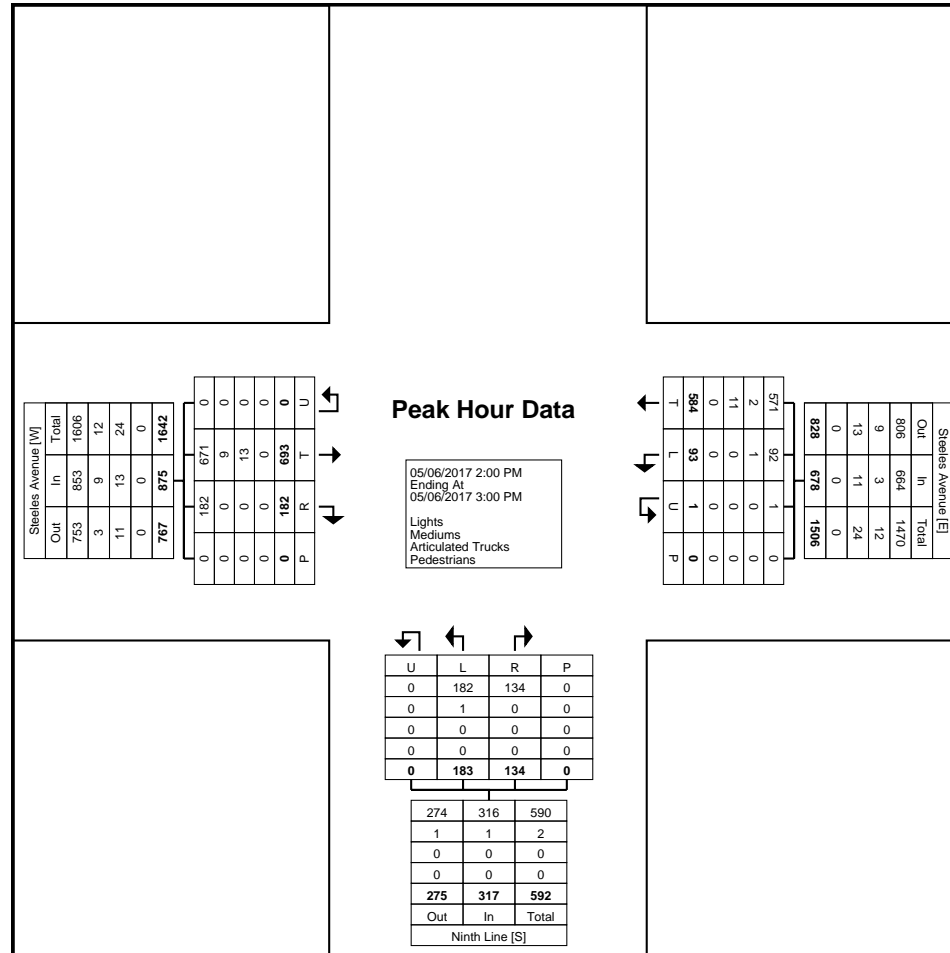 Peak Hour Data
05/06/2017 2:00 PM
Ending At
05/06/2017 3:00 PM
Lights
Mediums
Articulated Trucks
Pedestrians
Steeles Avenue [W]
Out In Total
753 853 1606
3 9 12
11 13 24
0 0 0
767 875 1642
0 182 671 0
0 0 9 0
0 0 13 0
0 0 0 0
0 182 693 0
P R T U
Steeles Avenue [E]
Out In Total
806 664 1470
9 3 12
13 11 24
0 0 0
828 678 1506
571 92 1 0
2 1 0 0
11 0 0 0
0 0 0 0
584 93 1 0
T L U P
U L R P
0 182 134 0
0 1 0 0
0 0 0 0
0 0 0 0
0 183 134 0
274 316 590
1 1 2
0 0 0
0 0 0
275 317 592
Out In Total
Ninth Line [S]